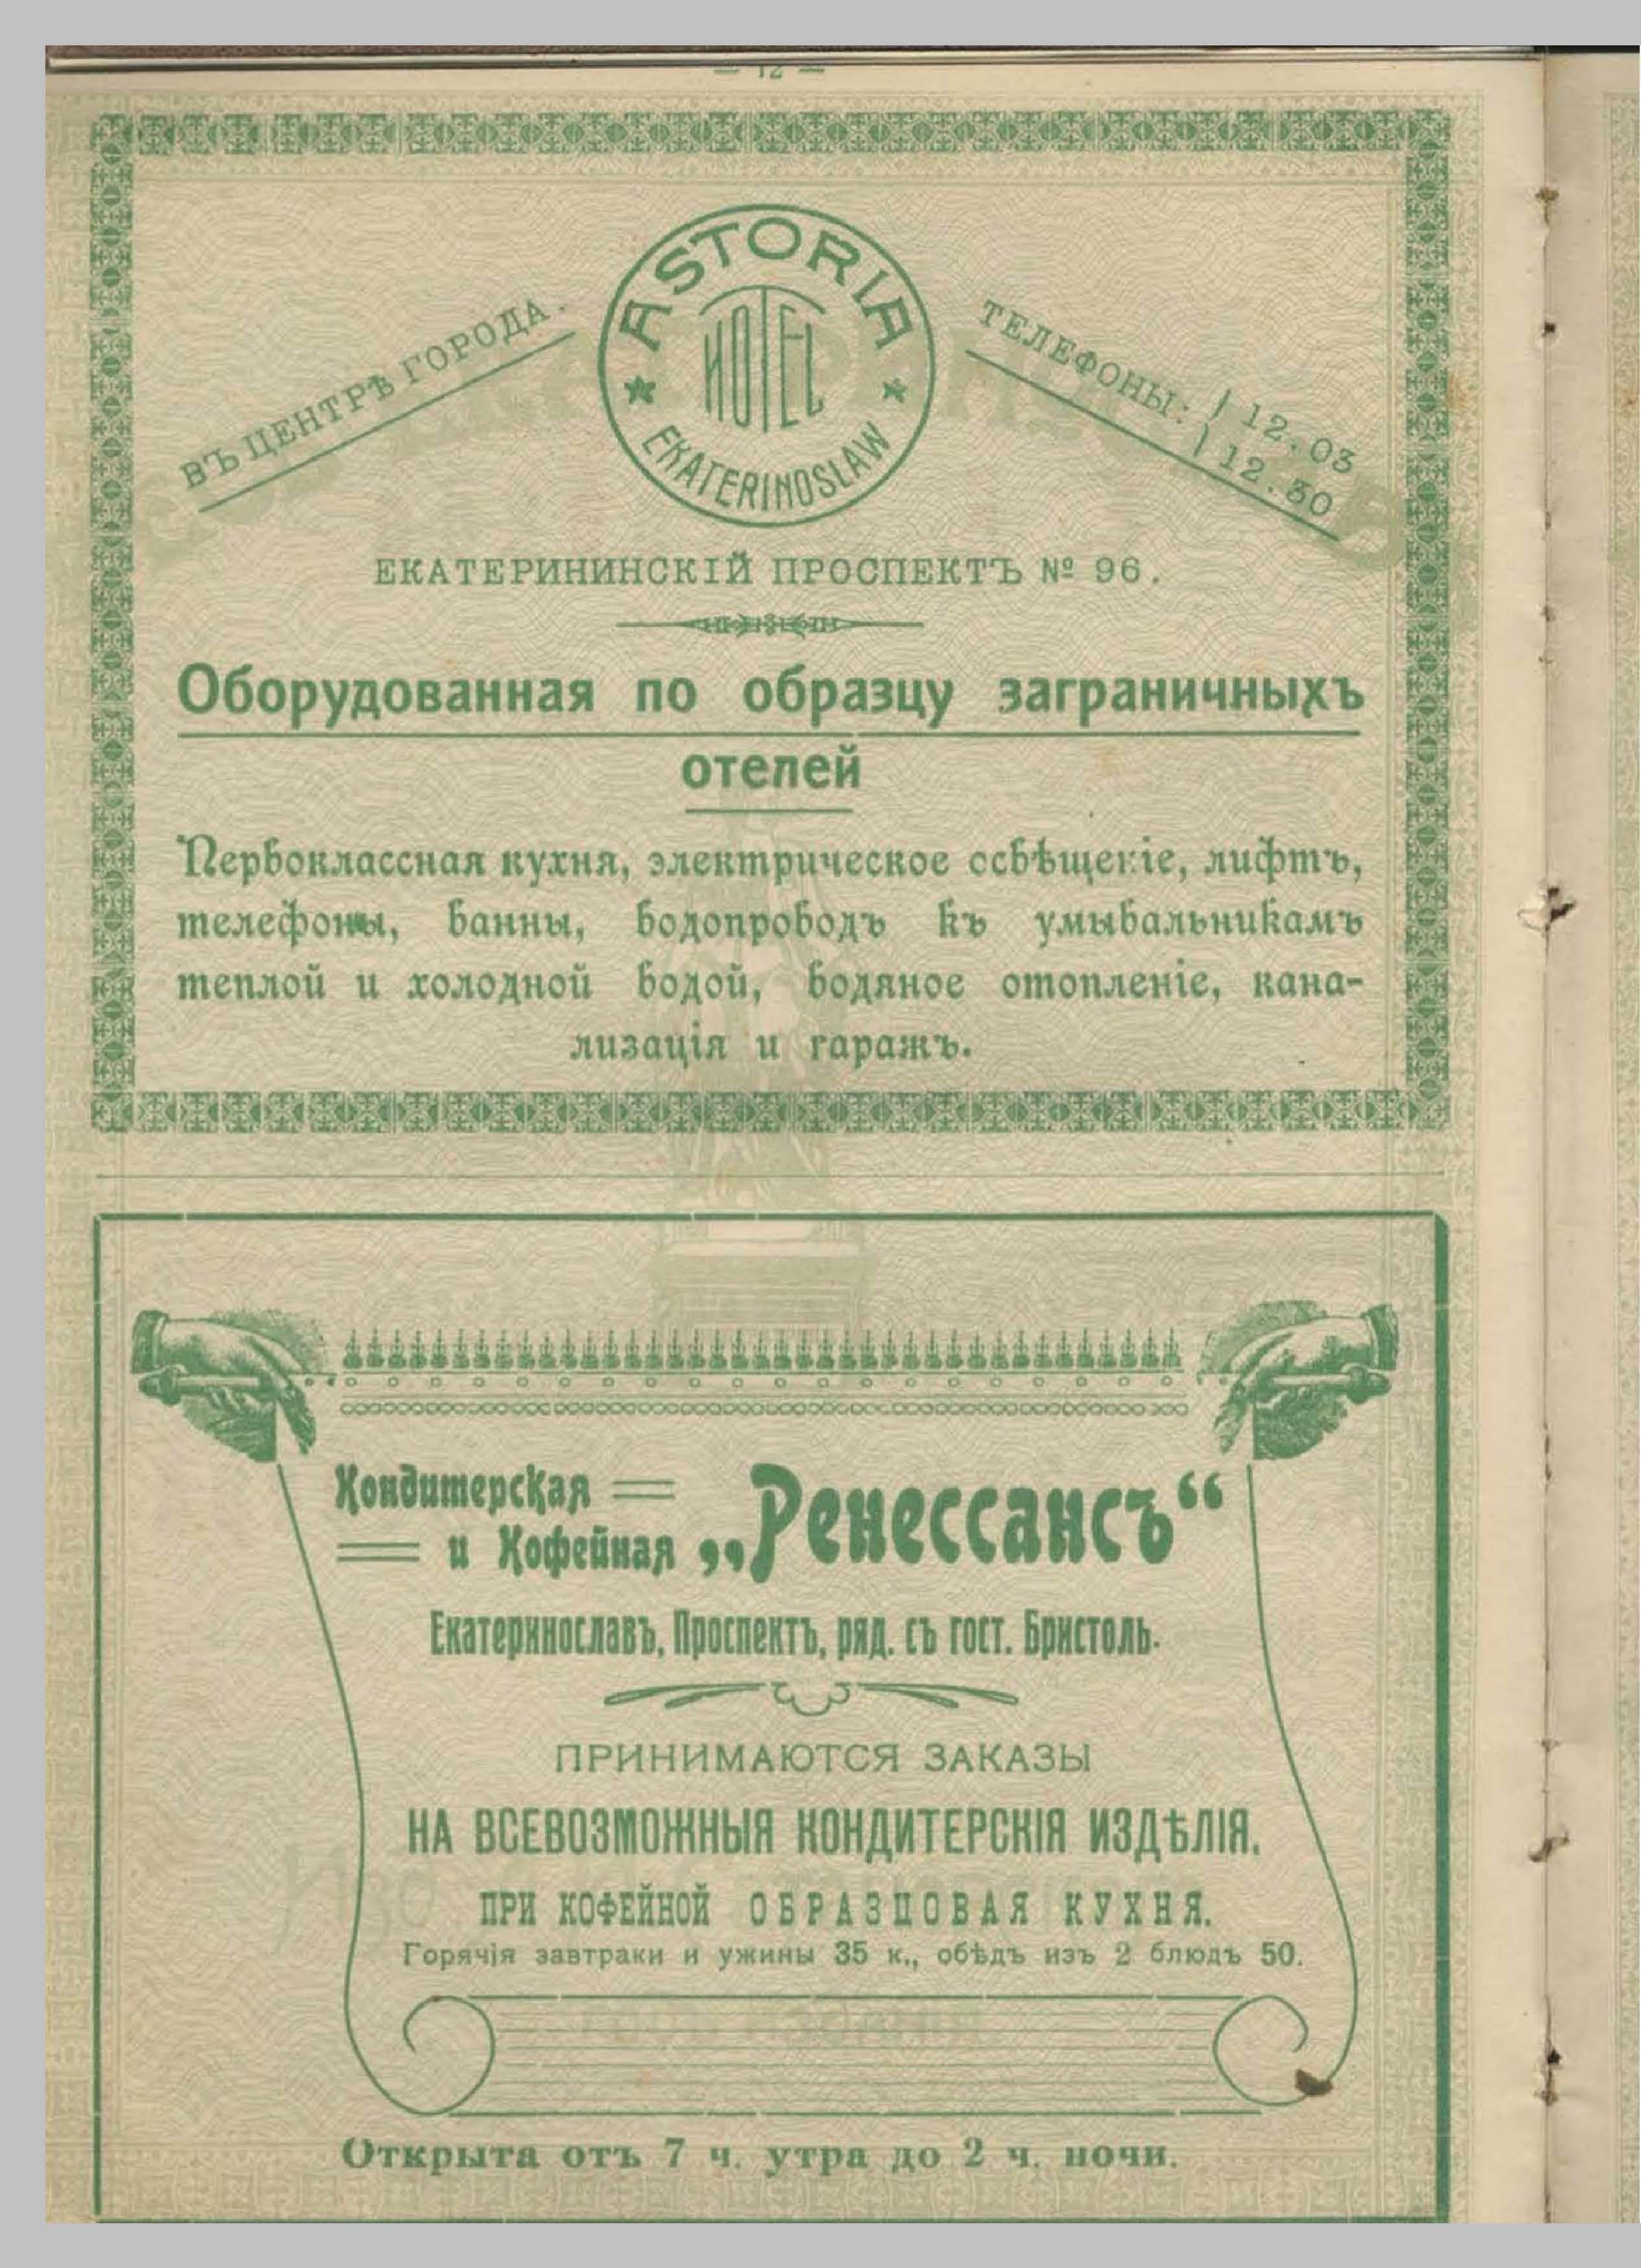 — 12 —
ASTORIA
HOTEL
EKATERINOSLAW
ВЪ ЦЕНТРѢ ГОРОДА.
ТЕЛЕФОНЫ: 12.03
12.30
ЕКАТЕРИНИНСКІЙ ПРОСПЕКТЪ № 96.
Оборудованная по образцу заграничныхъ
отелей
Первоклассная кухня, электрическое освѣщеніе, лифтъ,
телефоны, ванны, водопроводъ къ умывальникамъ
теплой и холодной водой, водяное отопленіе, кана-
лизація и гаражъ.
Кондитерская
и Кофейная „Ренессансъ“
Екатеринославъ, Проспектъ, ряд. съ гост. Бристоль.
ПРИНИМАЮТСЯ ЗАКАЗЫ
НА ВСЕВОЗМОЖНЫЯ КОНДИТЕРСКІЯ ИЗДѢЛІЯ.
ПРИ КОФЕЙНОЙ ОБРАЗЦОВАЯ КУХНЯ.
Горячія завтраки и ужины 35 к., обѣдъ изъ 2 блюдъ 50.
Открыта отъ 7 ч. утра до 2 ч. ночи.